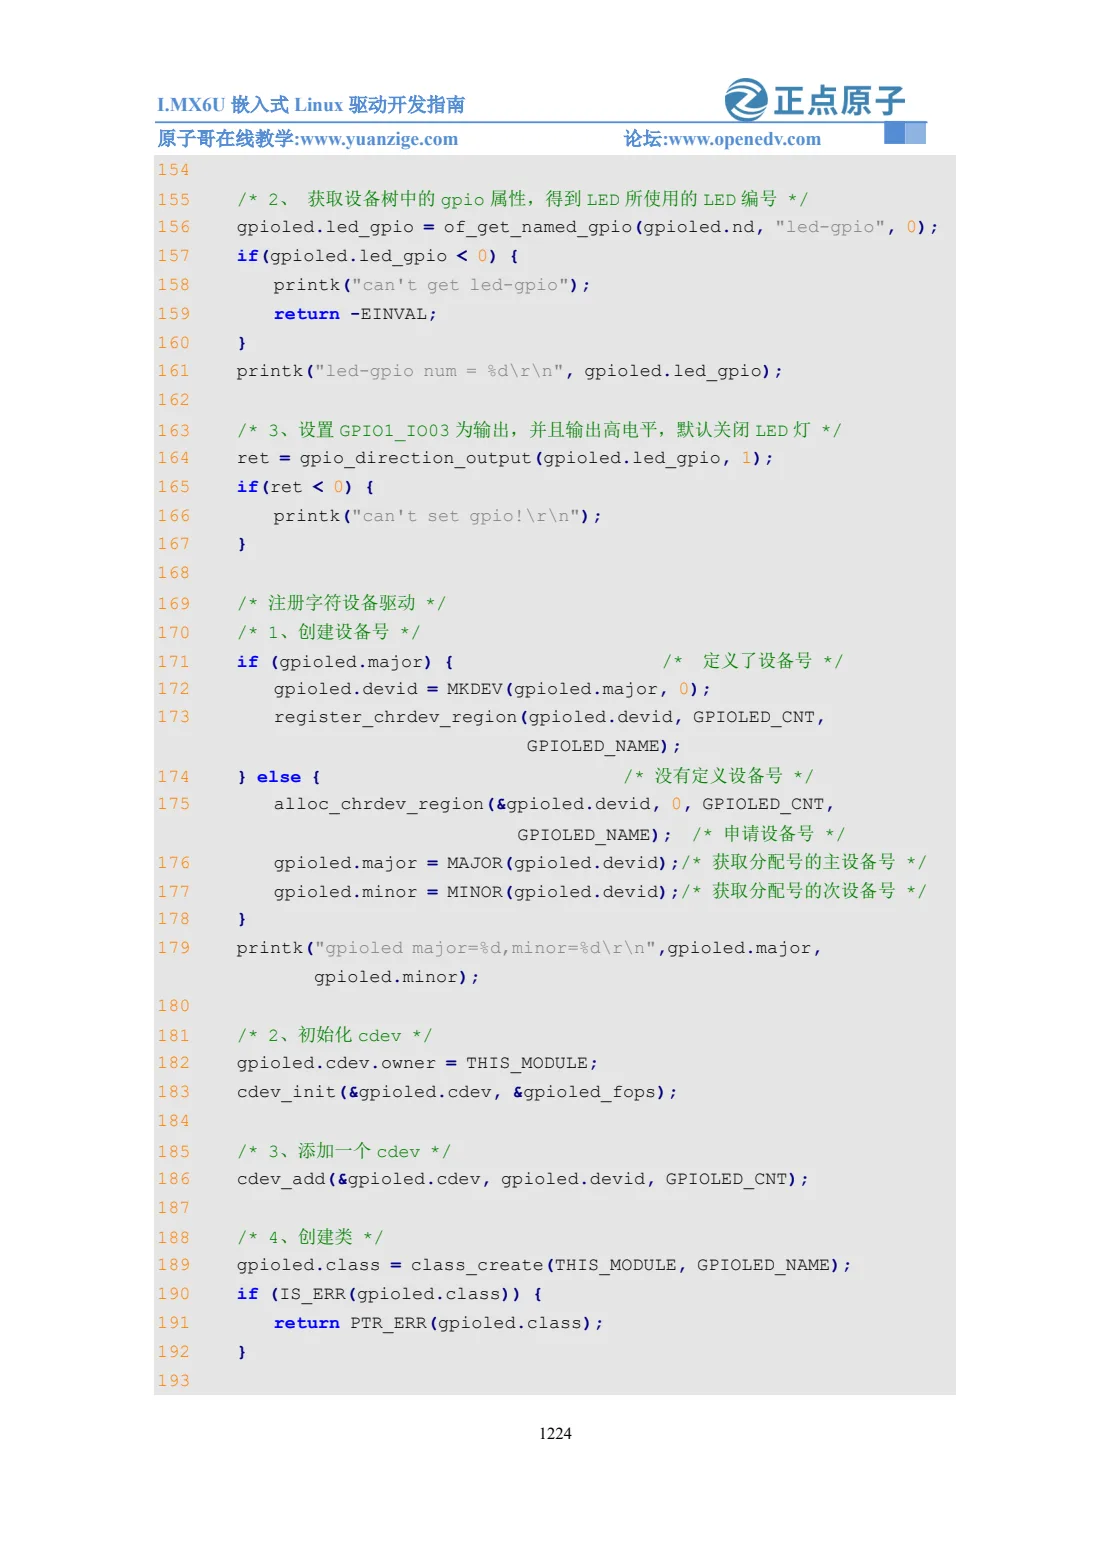 I.MX6U 嵌入式 Linux 驱动开发指南
正点原子
原子哥在线教学:www.yuanzige.com 论坛:www.openedv.com
154
155 /* 2、 获取设备树中的 gpio 属性，得到 LED 所使用的 LED 编号 */
156 gpioled.led_gpio = of_get_named_gpio(gpioled.nd, "led-gpio", 0);
157 if(gpioled.led_gpio < 0) {
158 printk("can't get led-gpio");
159 return -EINVAL;
160 }
161 printk("led-gpio num = %d\r\n", gpioled.led_gpio);
162
163 /* 3、设置 GPIO1_IO03 为输出，并且输出高电平，默认关闭 LED 灯 */
164 ret = gpio_direction_output(gpioled.led_gpio, 1);
165 if(ret < 0) {
166 printk("can't set gpio!\r\n");
167 }
168
169 /* 注册字符设备驱动 */
170 /* 1、创建设备号 */
171 if (gpioled.major) { /* 定义了设备号 */
172 gpioled.devid = MKDEV(gpioled.major, 0);
173 register_chrdev_region(gpioled.devid, GPIOLED_CNT,
GPIOLED_NAME);
174 } else { /* 没有定义设备号 */
175 alloc_chrdev_region(&gpioled.devid, 0, GPIOLED_CNT,
GPIOLED_NAME); /* 申请设备号 */
176 gpioled.major = MAJOR(gpioled.devid);/* 获取分配号的主设备号 */
177 gpioled.minor = MINOR(gpioled.devid);/* 获取分配号的次设备号 */
178 }
179 printk("gpioled major=%d,minor=%d\r\n",gpioled.major,
gpioled.minor);
180
181 /* 2、初始化 cdev */
182 gpioled.cdev.owner = THIS_MODULE;
183 cdev_init(&gpioled.cdev, &gpioled_fops);
184
185 /* 3、添加一个 cdev */
186 cdev_add(&gpioled.cdev, gpioled.devid, GPIOLED_CNT);
187
188 /* 4、创建类 */
189 gpioled.class = class_create(THIS_MODULE, GPIOLED_NAME);
190 if (IS_ERR(gpioled.class)) {
191 return PTR_ERR(gpioled.class);
192 }
193
1224